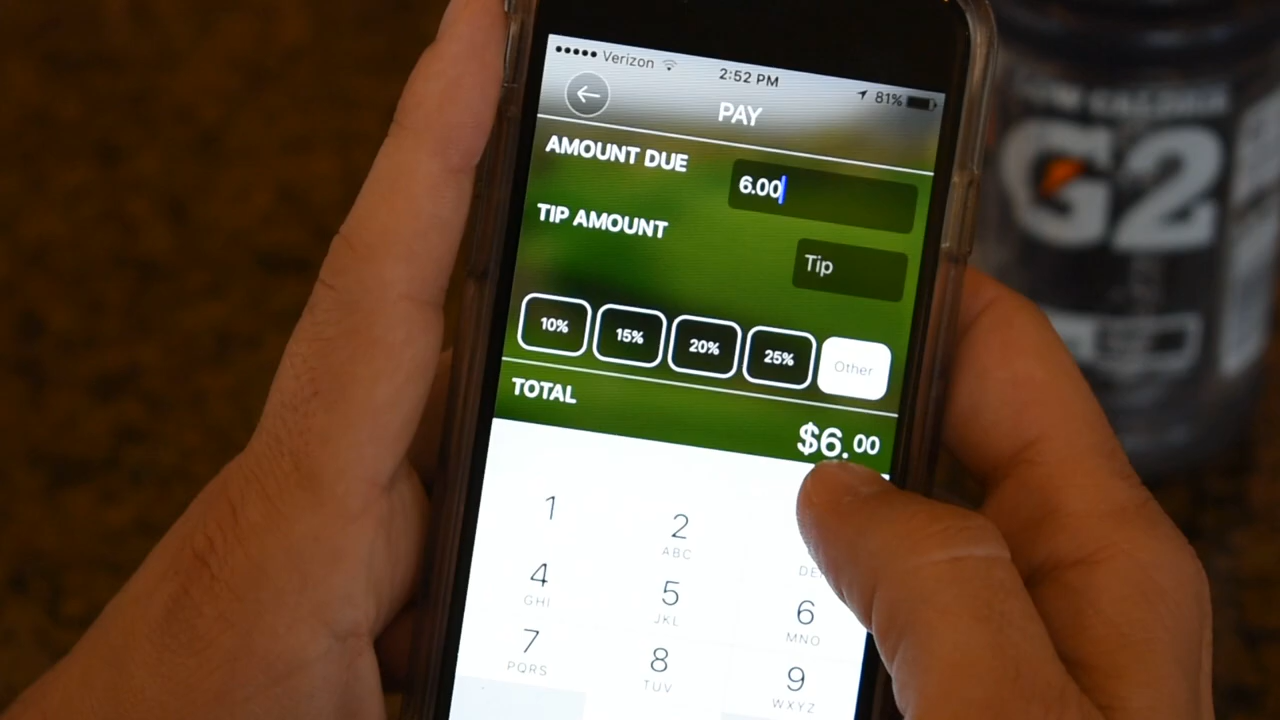 Verizon
2:52 PM
81%
PAY
AMOUNT DUE
6.00
TIP AMOUNT
Tip
10% 15% 20% 25% Other
TOTAL
$6.00
1 2
ABC
4 5 6
GHI JKL MNO
7 8 9
PQRS TUV WXYZ
G2